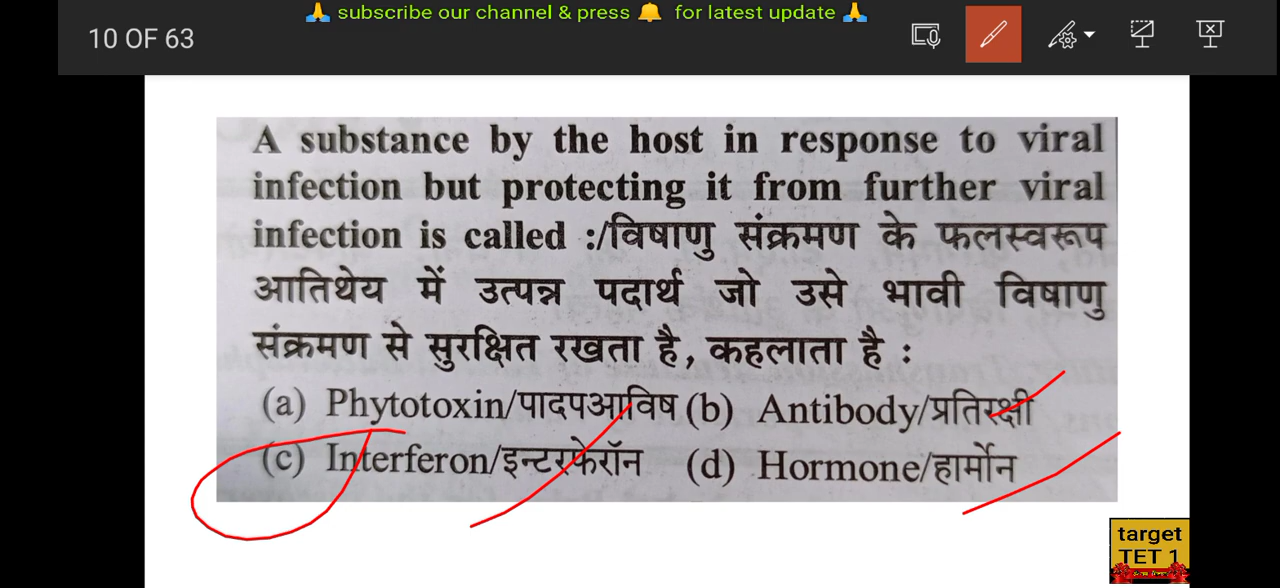 🙏 subscribe our channel & press 🔔 for latest update 🙏
10 OF 63
A substance by the host in response to viral
infection but protecting it from further viral
infection is called :/विषाणु संक्रमण के फलस्वरूप
आतिथेय में उत्पन्न पदार्थ जो उसे भावी विषाणु
संक्रमण से सुरक्षित रखता है, कहलाता है :
(a) Phytotoxin/पादपआविष (b) Antibody/प्रतिरक्षी
(c) Interferon/इन्टरफेरॉन (d) Hormone/हार्मोन
target
TET 1